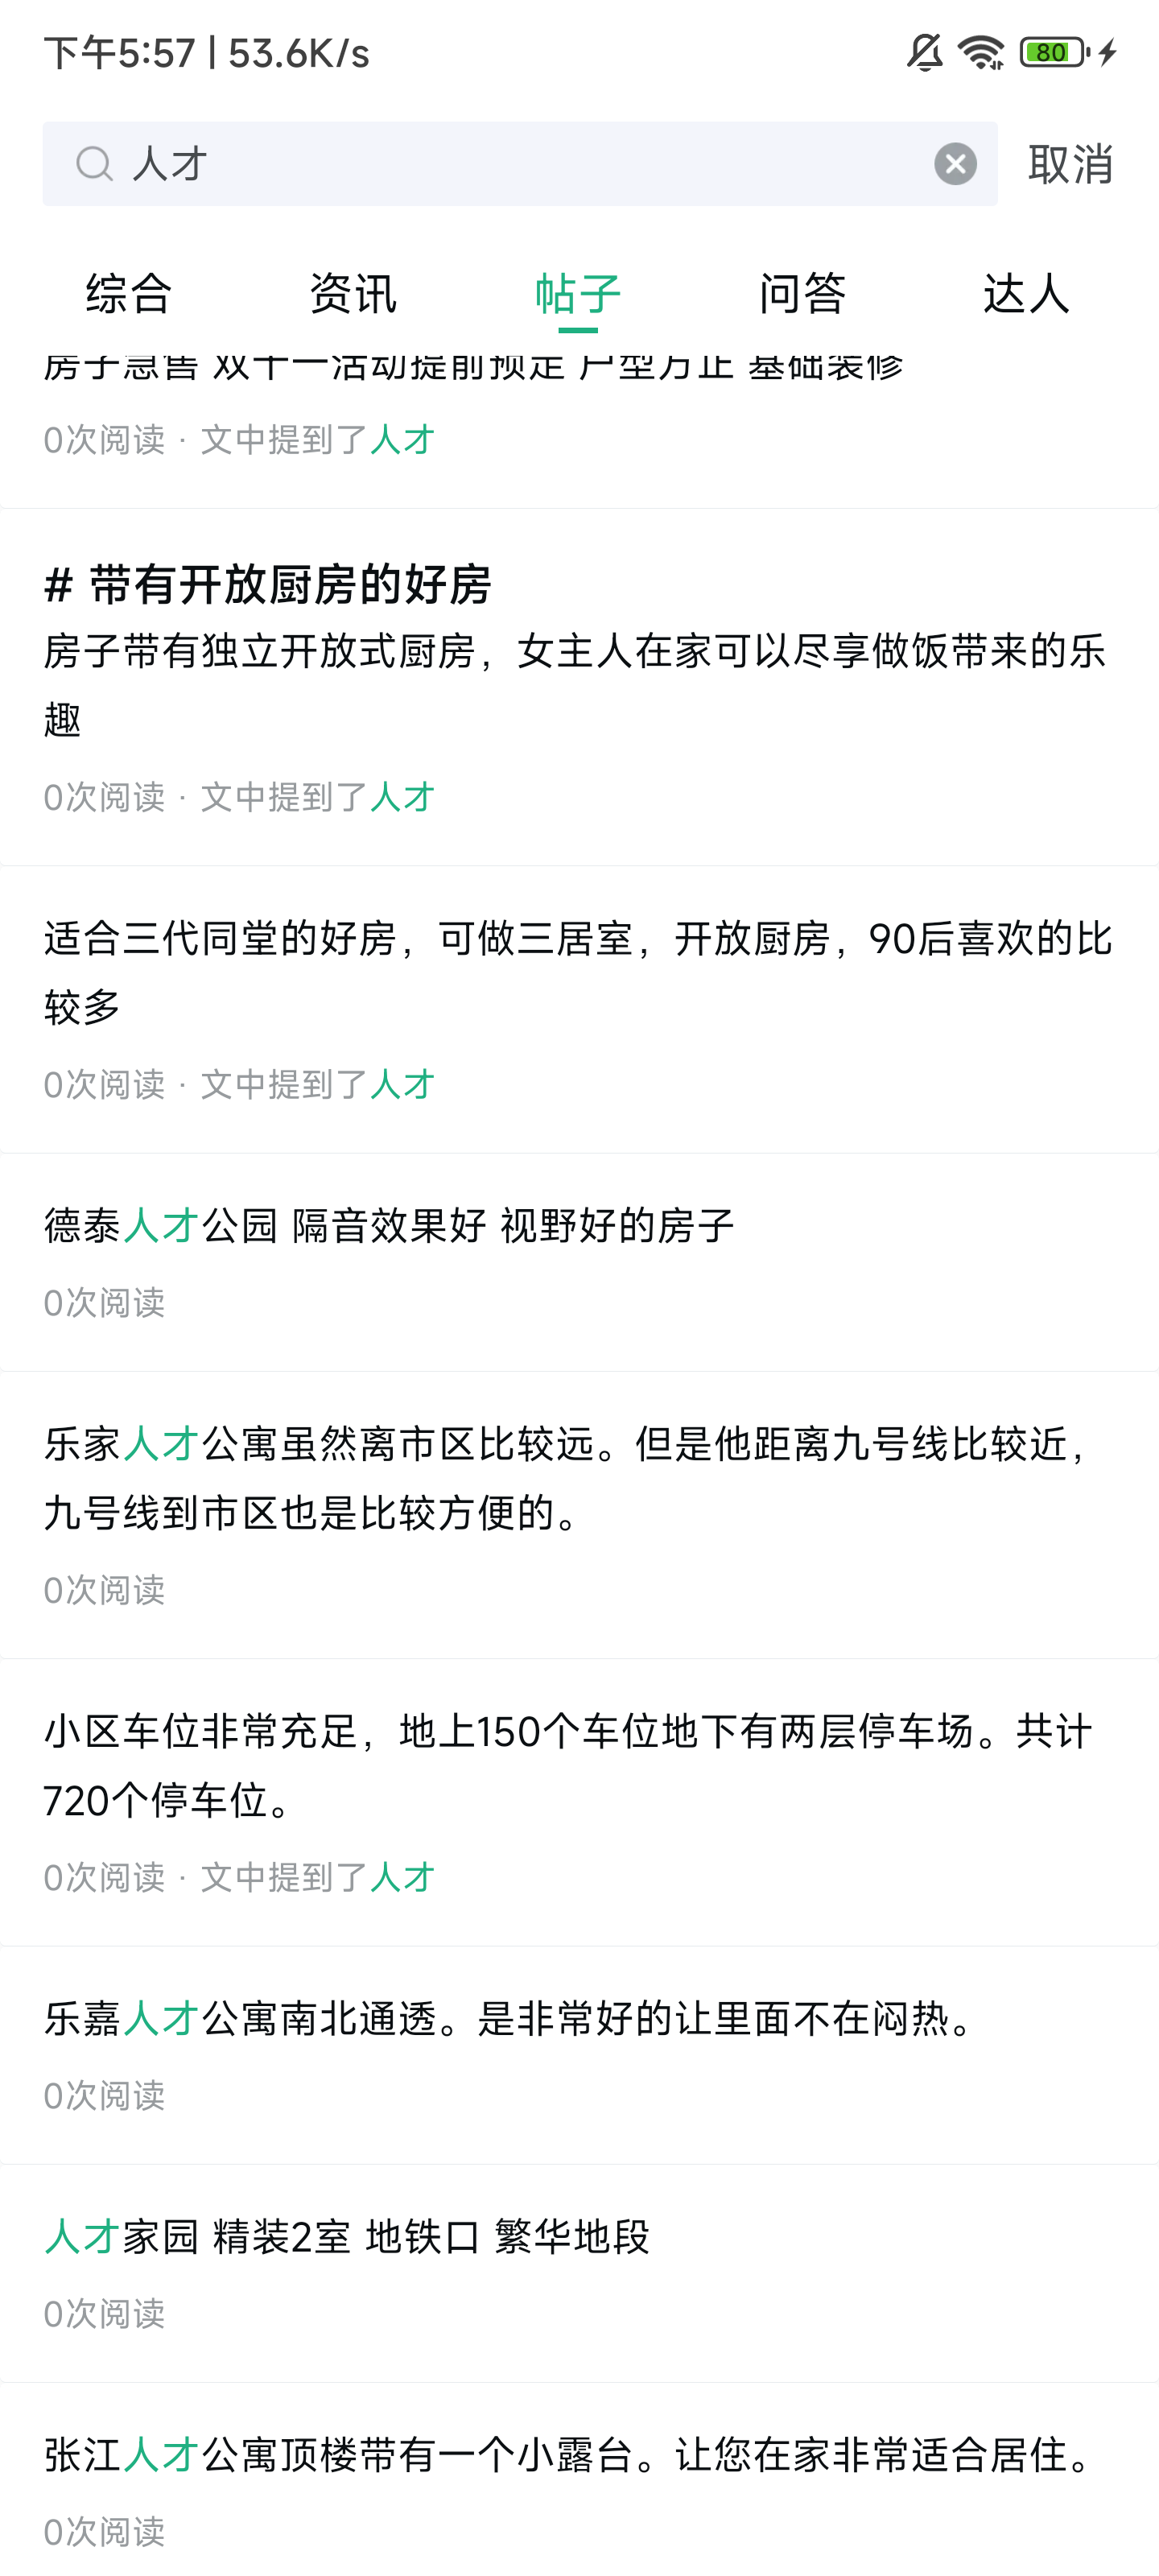 下午5:57 | 53.6K/s
80
人才
取消
综合 资讯 帖子 问答 达人
房子急售 双十一活动提前预定 户型方正 基础装修
0次阅读 · 文中提到了人才
# 带有开放厨房的好房
房子带有独立开放式厨房，女主人在家可以尽享做饭带来的乐
趣
0次阅读 · 文中提到了人才
适合三代同堂的好房，可做三居室，开放厨房，90后喜欢的比
较多
0次阅读 · 文中提到了人才
德泰人才公园 隔音效果好 视野好的房子
0次阅读
乐家人才公寓虽然离市区比较远。但是他距离九号线比较近，
九号线到市区也是比较方便的。
0次阅读
小区车位非常充足，地上150个车位地下有两层停车场。共计
720个停车位。
0次阅读 · 文中提到了人才
乐嘉人才公寓南北通透。是非常好的让里面不在闷热。
0次阅读
人才家园 精装2室 地铁口 繁华地段
0次阅读
张江人才公寓顶楼带有一个小露台。让您在家非常适合居住。
0次阅读